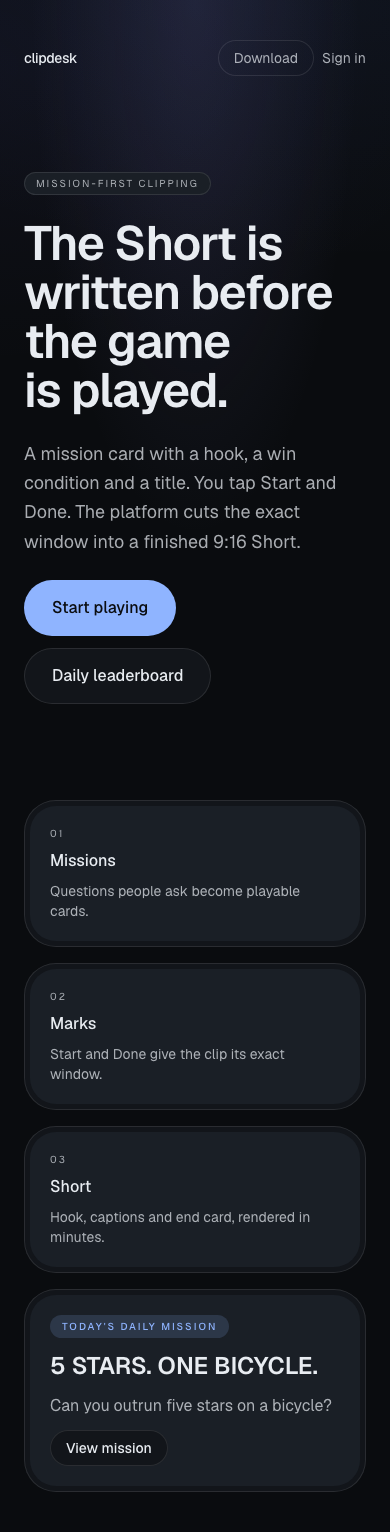 clipdesk
Download
Sign in
MISSION-FIRST CLIPPING
The Short is
written before
the game
is played.
A mission card with a hook, a win
condition and a title. You tap Start and
Done. The platform cuts the exact
window into a finished 9:16 Short.
Start playing
Daily leaderboard
01
Missions
Questions people ask become playable
cards.
02
Marks
Start and Done give the clip its exact
window.
03
Short
Hook, captions and end card, rendered in
minutes.
TODAY'S DAILY MISSION
5 STARS. ONE BICYCLE.
Can you outrun five stars on a bicycle?
View mission